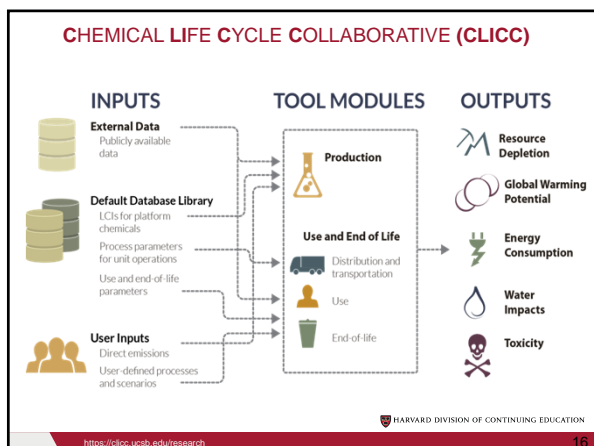 CHEMICAL LIFE CYCLE COLLABORATIVE (CLICC)
INPUTS
External Data
Publicly available
data
Default Database Library
LCIs for platform
chemicals
Process parameters
for unit operations
Use and end-of-life
parameters
User Inputs
Direct emissions
User-defined processes
and scenarios
TOOL MODULES
Production
Use and End of Life
Distribution and
transportation
Use
End-of-life
OUTPUTS
Resource
Depletion
Global Warming
Potential
Energy
Consumption
Water
Impacts
Toxicity
HARVARD DIVISION OF CONTINUING EDUCATION
https://clicc.ucsb.edu/research
16